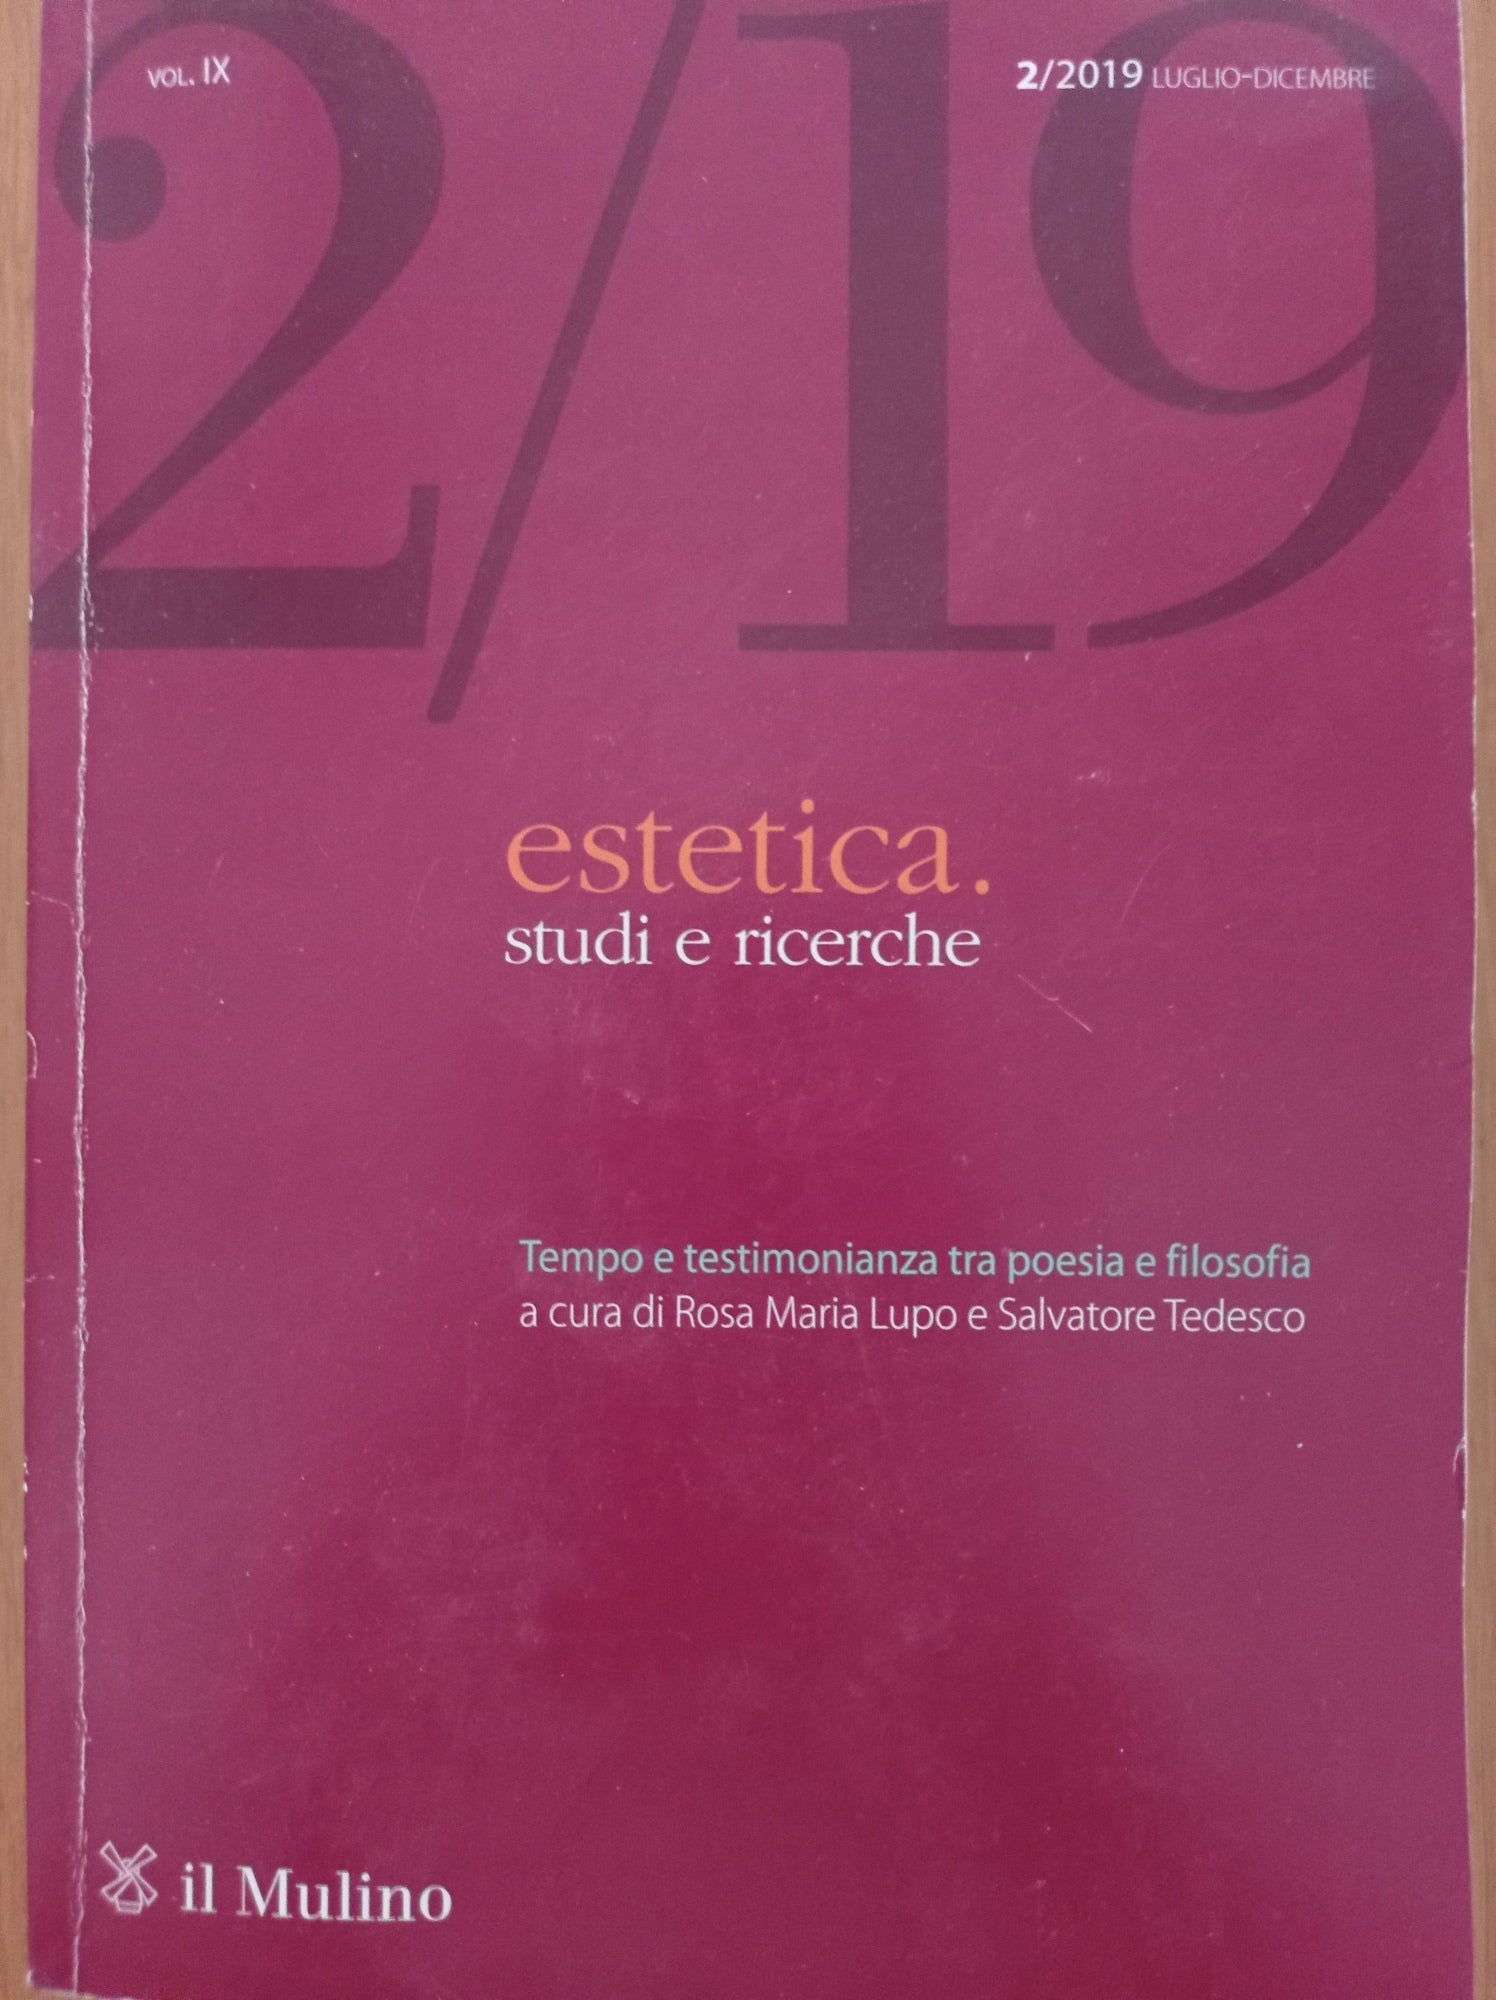 2/19
VOL. IX
2/2019 LUGLIO-DICEMBRE
estetica.
studi e ricerche
Tempo e testimonianza tra poesia e filosofia
a cura di Rosa Maria Lupo e Salvatore Tedesco
il Mulino